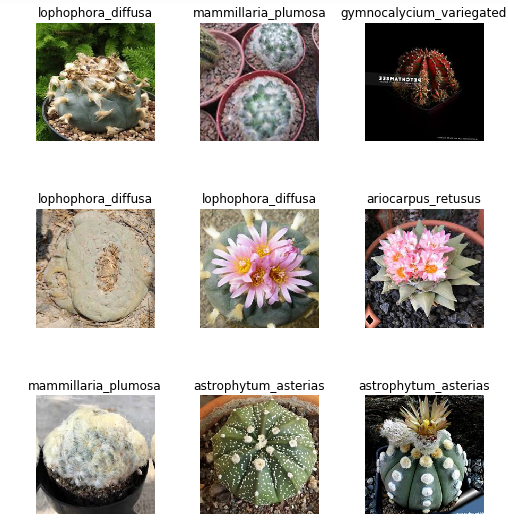 lophophora_diffusa
mammillaria_plumosa
gymnocalycium_variegated
lophophora_diffusa
lophophora_diffusa
ariocarpus_retusus
mammillaria_plumosa
astrophytum_asterias
astrophytum_asterias